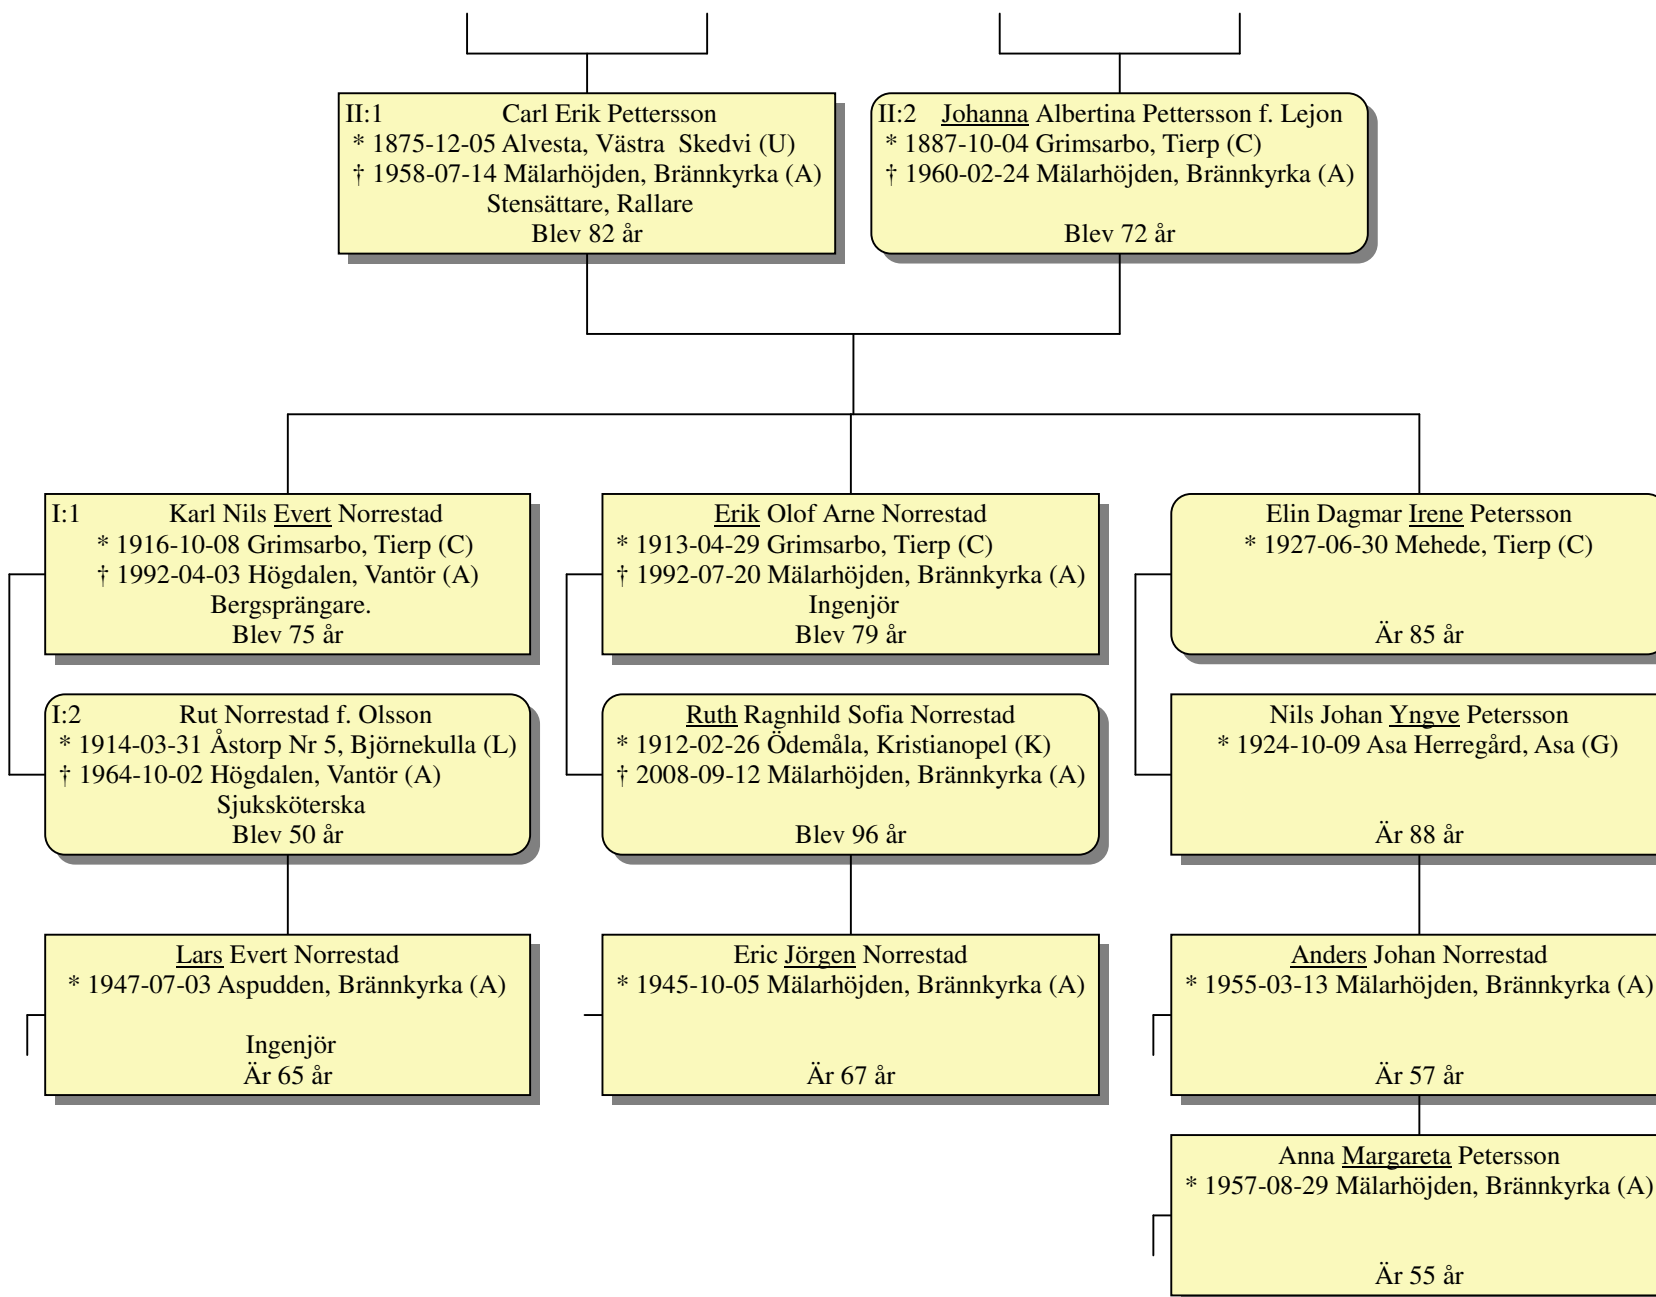 II:1 Carl Erik Pettersson
* 1875-12-05 Alvesta, Västra Skedvi (U)
† 1958-07-14 Mälarhöjden, Brännkyrka (A)
Stensättare, Rallare
Blev 82 år
II:2 Johanna Albertina Pettersson f. Lejon
* 1887-10-04 Grimsarbo, Tierp (C)
† 1960-02-24 Mälarhöjden, Brännkyrka (A)
Blev 72 år
I:1 Karl Nils Evert Norrestad
* 1916-10-08 Grimsarbo, Tierp (C)
† 1992-04-03 Högdalen, Vantör (A)
Bergsprängare.
Blev 75 år
Erik Olof Arne Norrestad
* 1913-04-29 Grimsarbo, Tierp (C)
† 1992-07-20 Mälarhöjden, Brännkyrka (A)
Ingenjör
Blev 79 år
Elin Dagmar Irene Petersson
* 1927-06-30 Mehede, Tierp (C)
Är 85 år
I:2 Rut Norrestad f. Olsson
* 1914-03-31 Åstorp Nr 5, Björnekulla (L)
† 1964-10-02 Högdalen, Vantör (A)
Sjuksköterska
Blev 50 år
Ruth Ragnhild Sofia Norrestad
* 1912-02-26 Ödemåla, Kristianopel (K)
† 2008-09-12 Mälarhöjden, Brännkyrka (A)
Blev 96 år
Nils Johan Yngve Petersson
* 1924-10-09 Asa Herregård, Asa (G)
Är 88 år
Lars Evert Norrestad
* 1947-07-03 Aspudden, Brännkyrka (A)
Ingenjör
Är 65 år
Eric Jörgen Norrestad
* 1945-10-05 Mälarhöjden, Brännkyrka (A)
Är 67 år
Anders Johan Norrestad
* 1955-03-13 Mälarhöjden, Brännkyrka (A)
Är 57 år
Anna Margareta Petersson
* 1957-08-29 Mälarhöjden, Brännkyrka (A)
Är 55 år